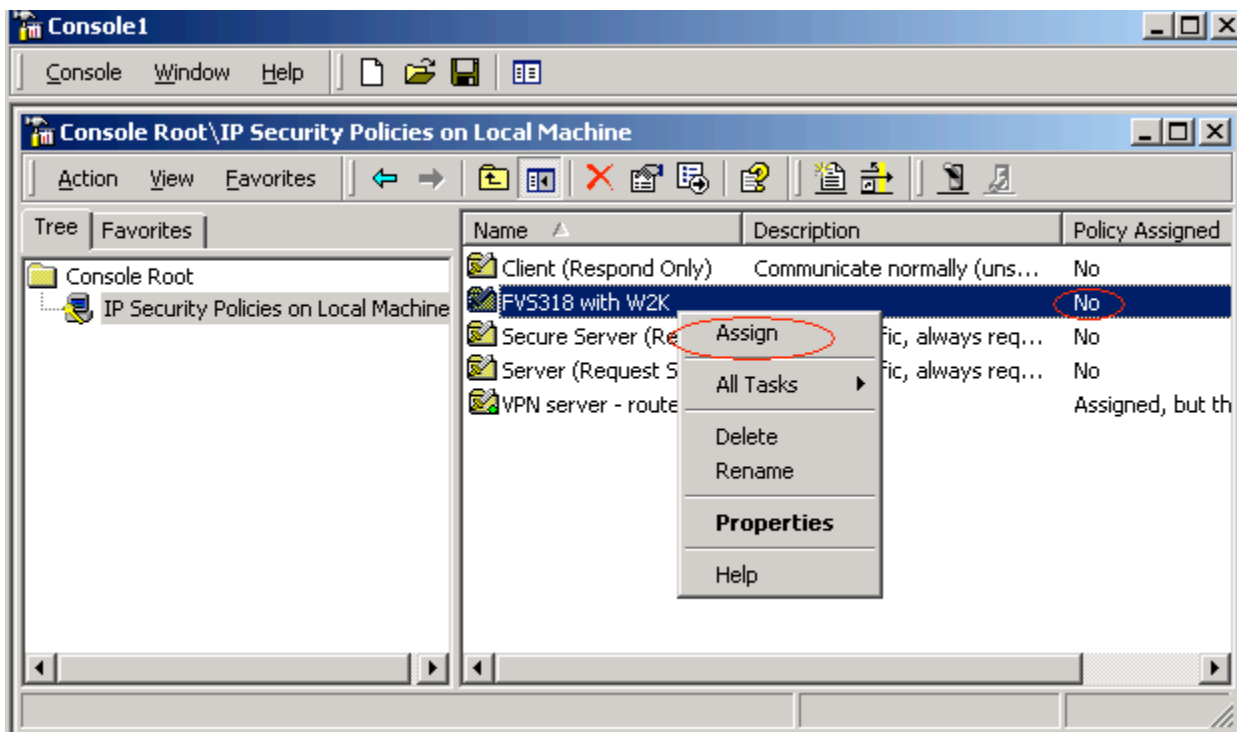 Console1
Console Window Help
Console Root\IP Security Policies on Local Machine
Action View Favorites
Tree Favorites
Console Root
IP Security Policies on Local Machine
Name Description Policy Assigned
Client (Respond Only) Communicate normally (uns... No
FVS318 with W2K No
Secure Server (Re fic, always req... No
Server (Request S fic, always req... No
VPN server - route Assigned, but th
Assign
All Tasks
Delete
Rename
Properties
Help